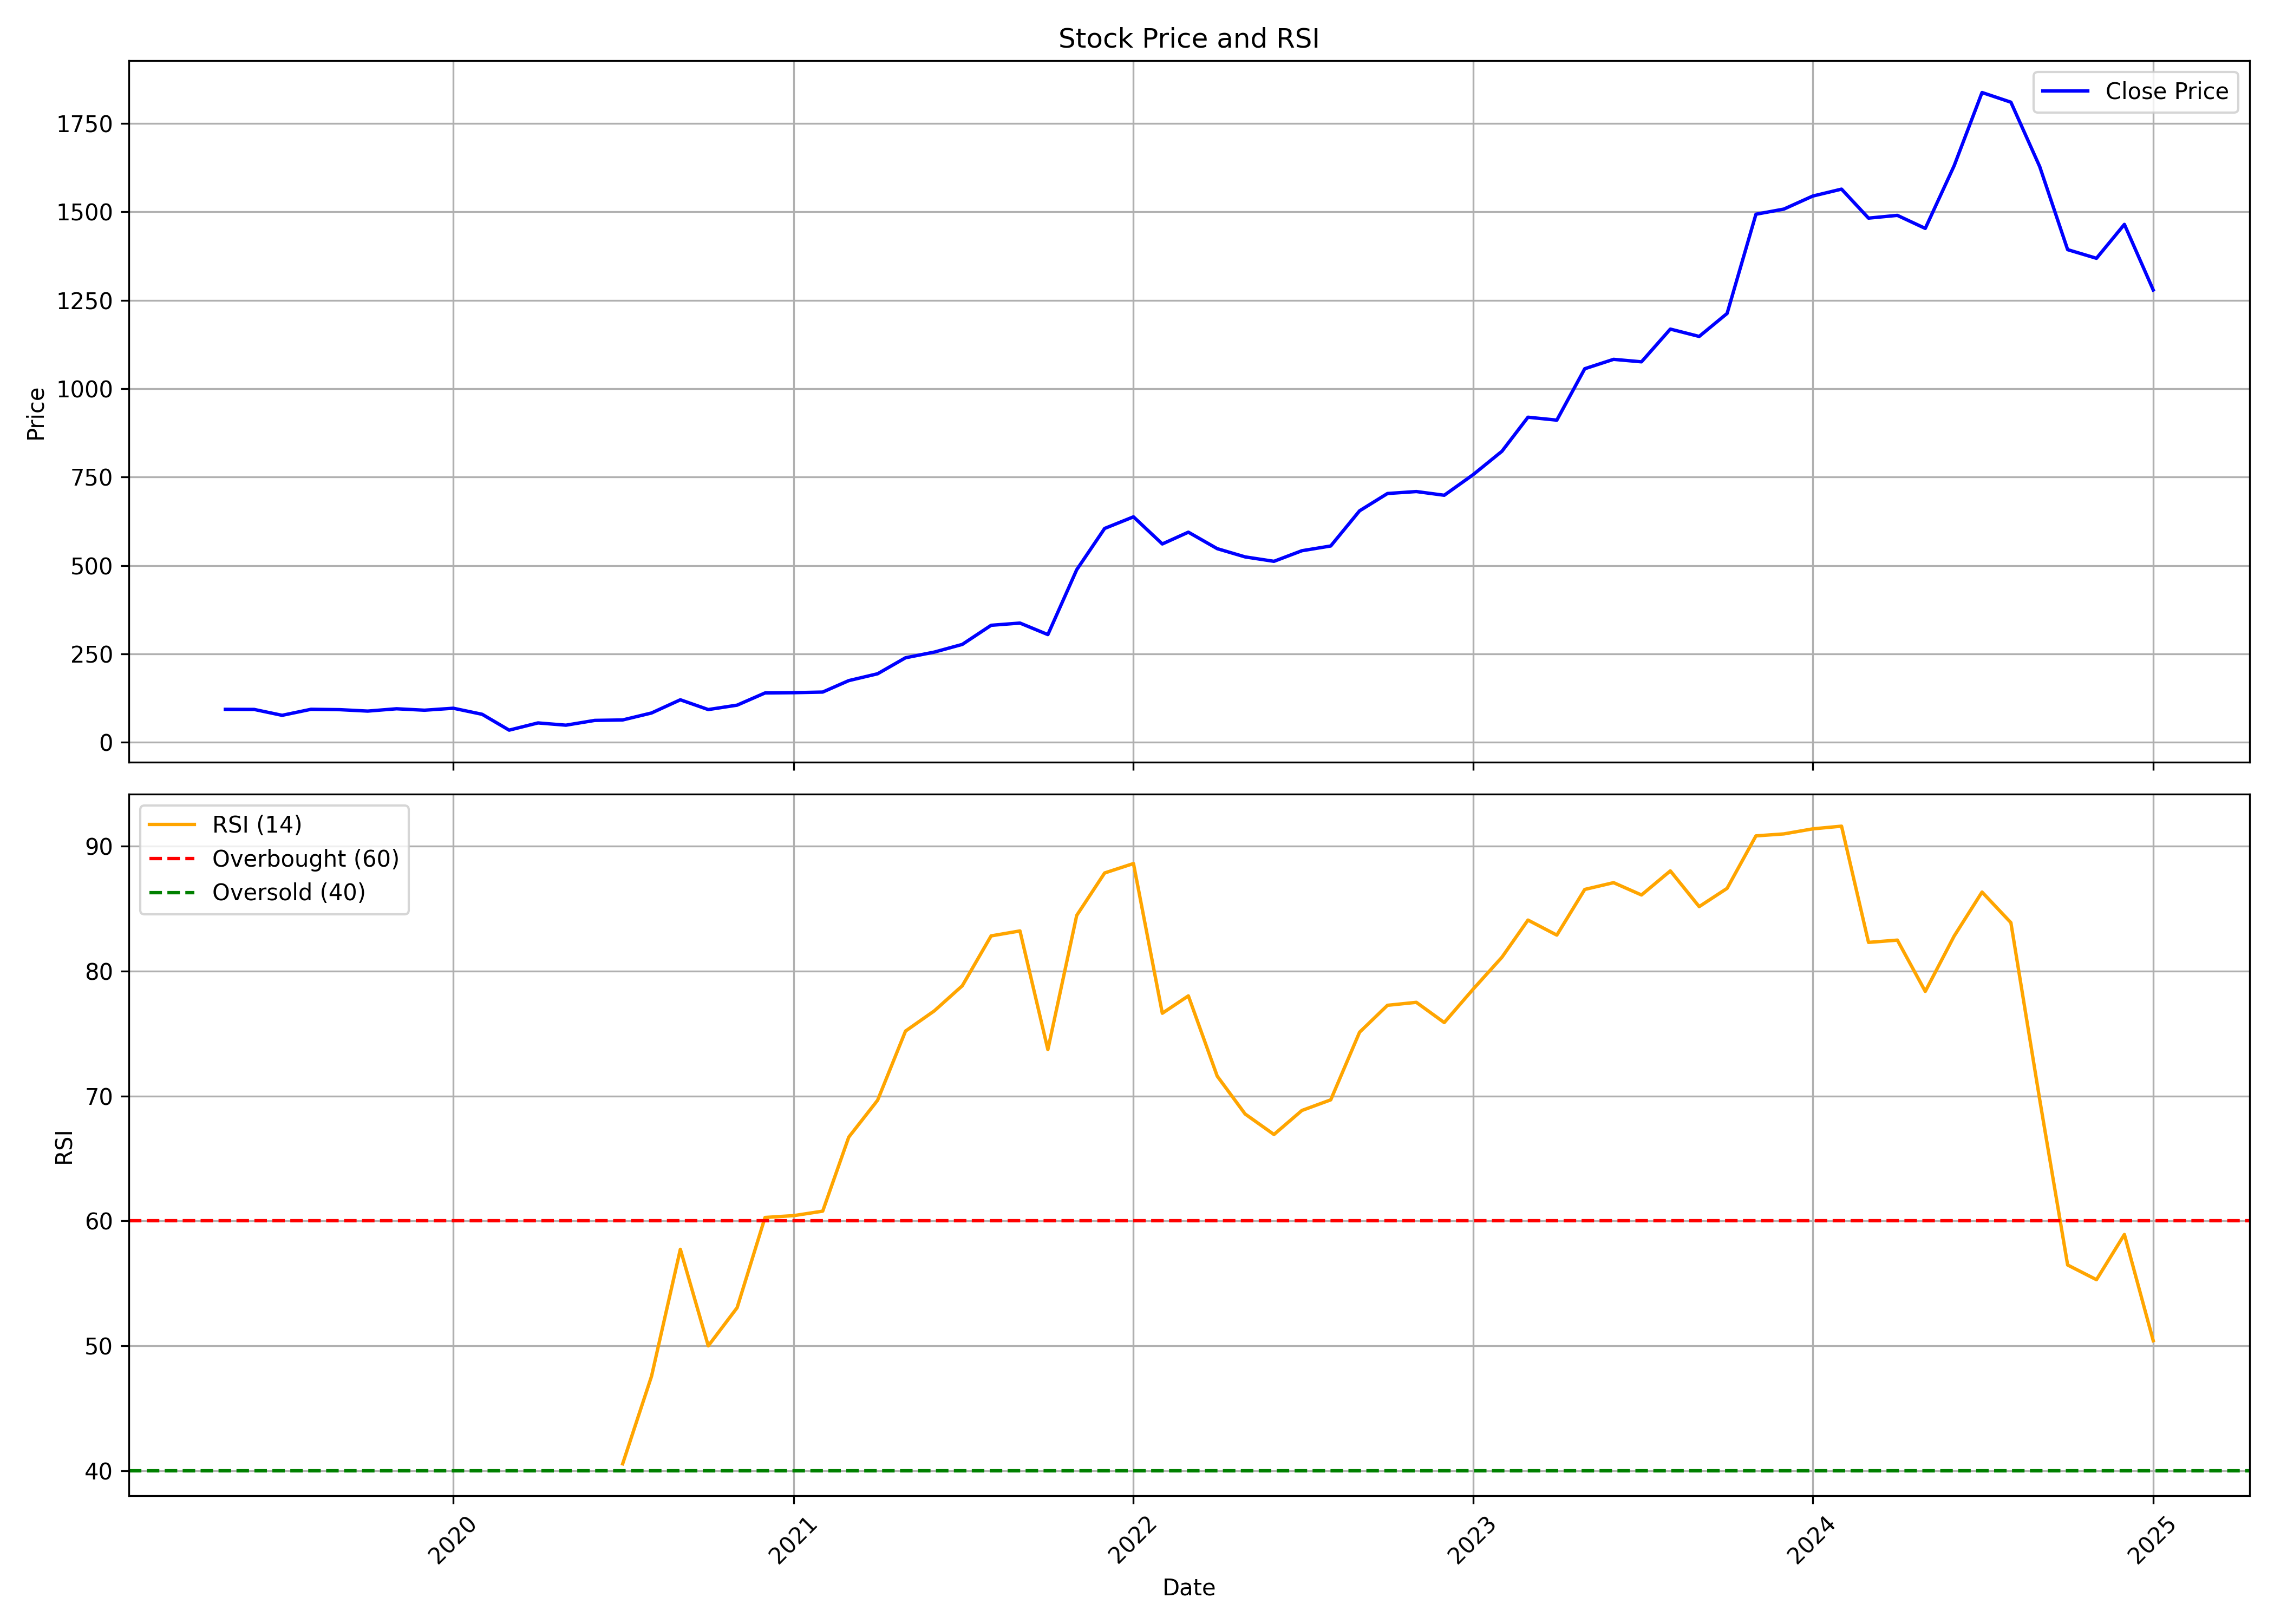 Stock Price and RSI
Close Price
1750
1500
1250
1000
750
500
250
0
Price
RSI (14)
Overbought (60)
Oversold (40)
90
80
70
60
50
40
RSI
2020
2021
2022
2023
2024
2025
Date